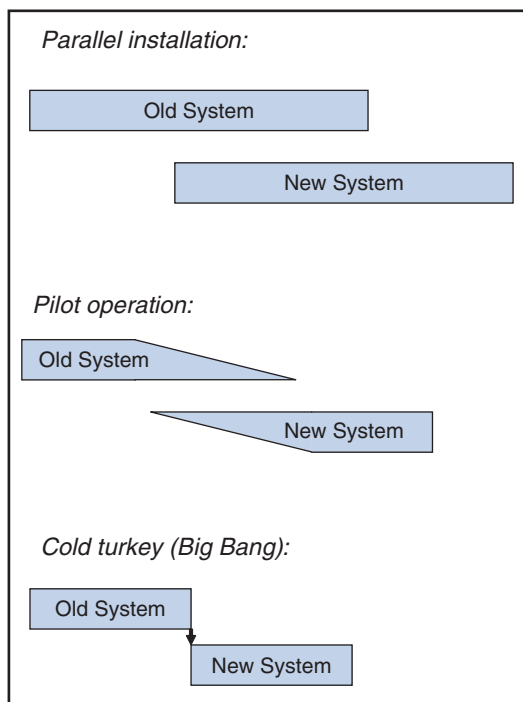 Parallel installation:
Old System
New System
Pilot operation:
Old System
New System
Cold turkey (Big Bang):
Old System
New System